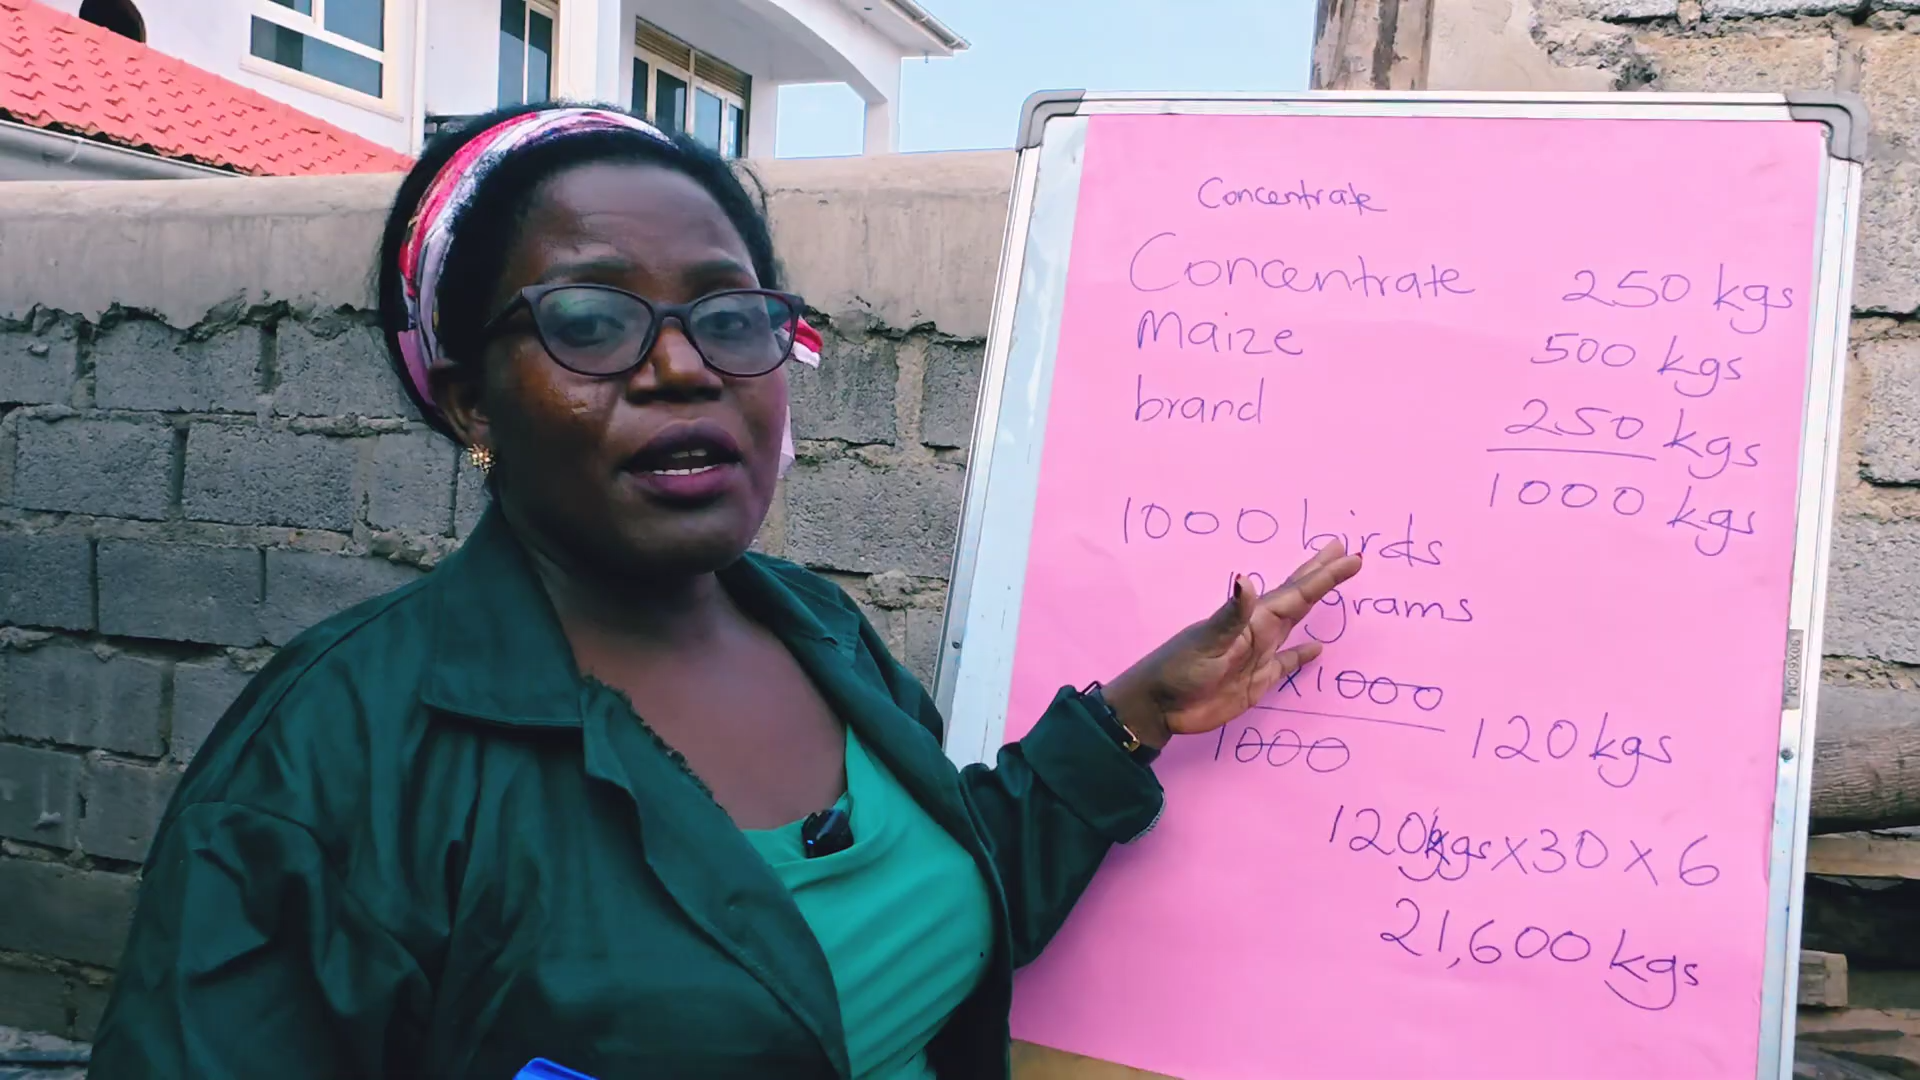 Concentrate
Concentrate 250 kgs
Maize 500 kgs
brand 250 kgs
1000 kgs
1000 birds
grams
x1000
1000 120 kgs
120kgs x 30 x 6
21,600 kgs
90X60CM